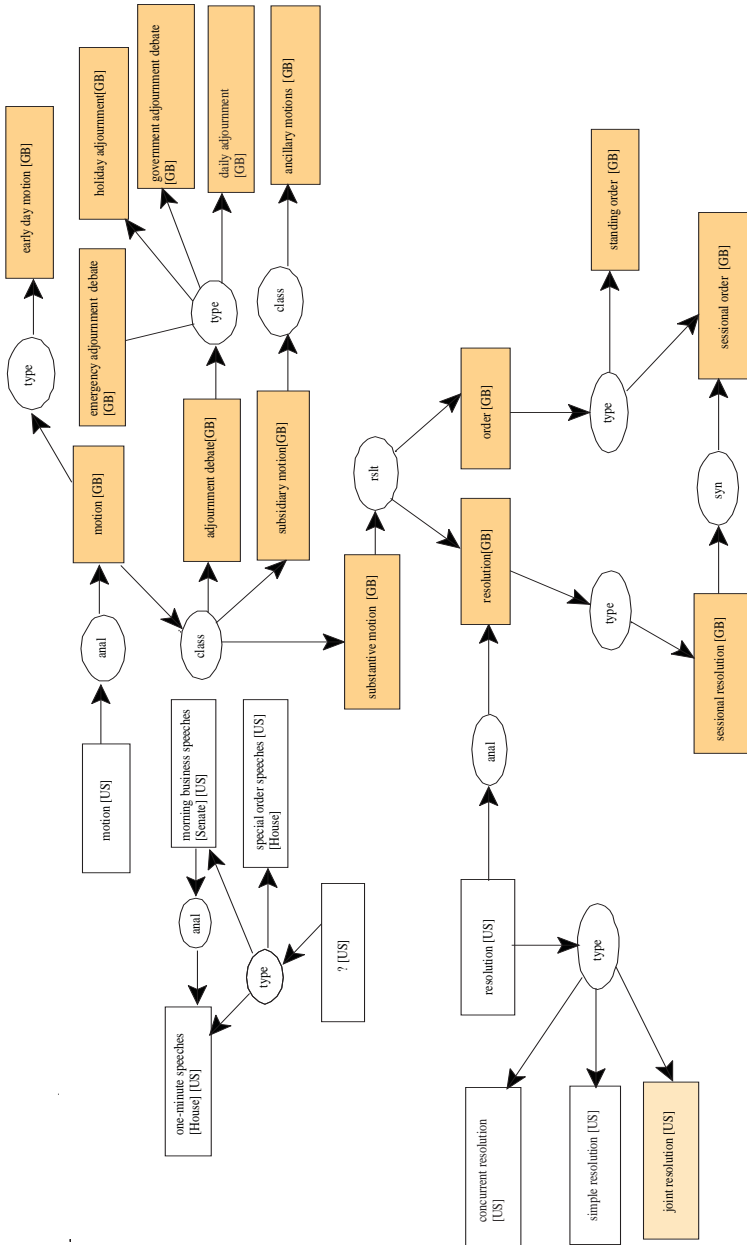 early day motion [GB]
type
holiday adjournment[GB]
motion [US]
anal
motion [GB]
emergency adjournment debate
[GB]
government adjournment debate
[GB]
one-minute speeches
[House] [US]
anal
morning business speeches
[Senate] [US]
class
adjournment debate[GB]
type
daily adjournment
[GB]
type
special order speeches [US]
[House]
subsidiary motion[GB]
class
ancillary motions [GB]
? [US]
substantive motion [GB]
rslt
concurrent resolution
[US]
resolution [US]
anal
resolution[GB]
order [GB]
simple resolution [US]
type
type
type
standing order [GB]
joint resolution [US]
sessional resolution [GB]
syn
sessional order [GB]